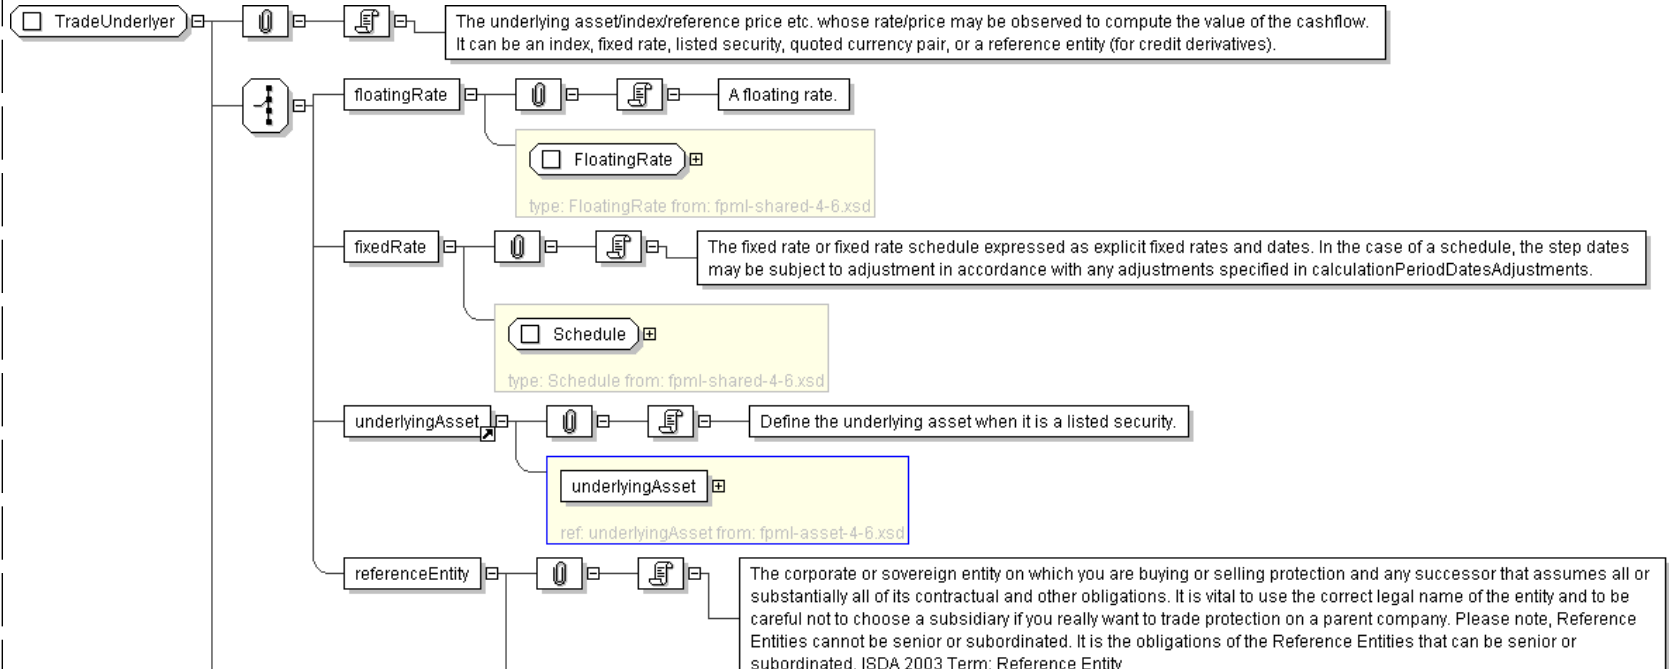 TradeUnderlyer
The underlying asset/index/reference price etc. whose rate/price may be observed to compute the value of the cashflow.
It can be an index, fixed rate, listed security, quoted currency pair, or a reference entity (for credit derivatives).
floatingRate
A floating rate.
FloatingRate
type: FloatingRate from: fpml-shared-4-6.xsd
fixedRate
The fixed rate or fixed rate schedule expressed as explicit fixed rates and dates. In the case of a schedule, the step dates
may be subject to adjustment in accordance with any adjustments specified in calculationPeriodDatesAdjustments.
Schedule
type: Schedule from: fpml-shared-4-6.xsd
underlyingAsset
Define the underlying asset when it is a listed security.
underlyingAsset
ref: underlyingAsset from: fpml-asset-4-6.xsd
referenceEntity
The corporate or sovereign entity on which you are buying or selling protection and any successor that assumes all or
substantially all of its contractual and other obligations. It is vital to use the correct legal name of the entity and to be
careful not to choose a subsidiary if you really want to trade protection on a parent company. Please note, Reference
Entities cannot be senior or subordinated. It is the obligations of the Reference Entities that can be senior or
subordinated. ISDA 2003 Term: Reference Entity